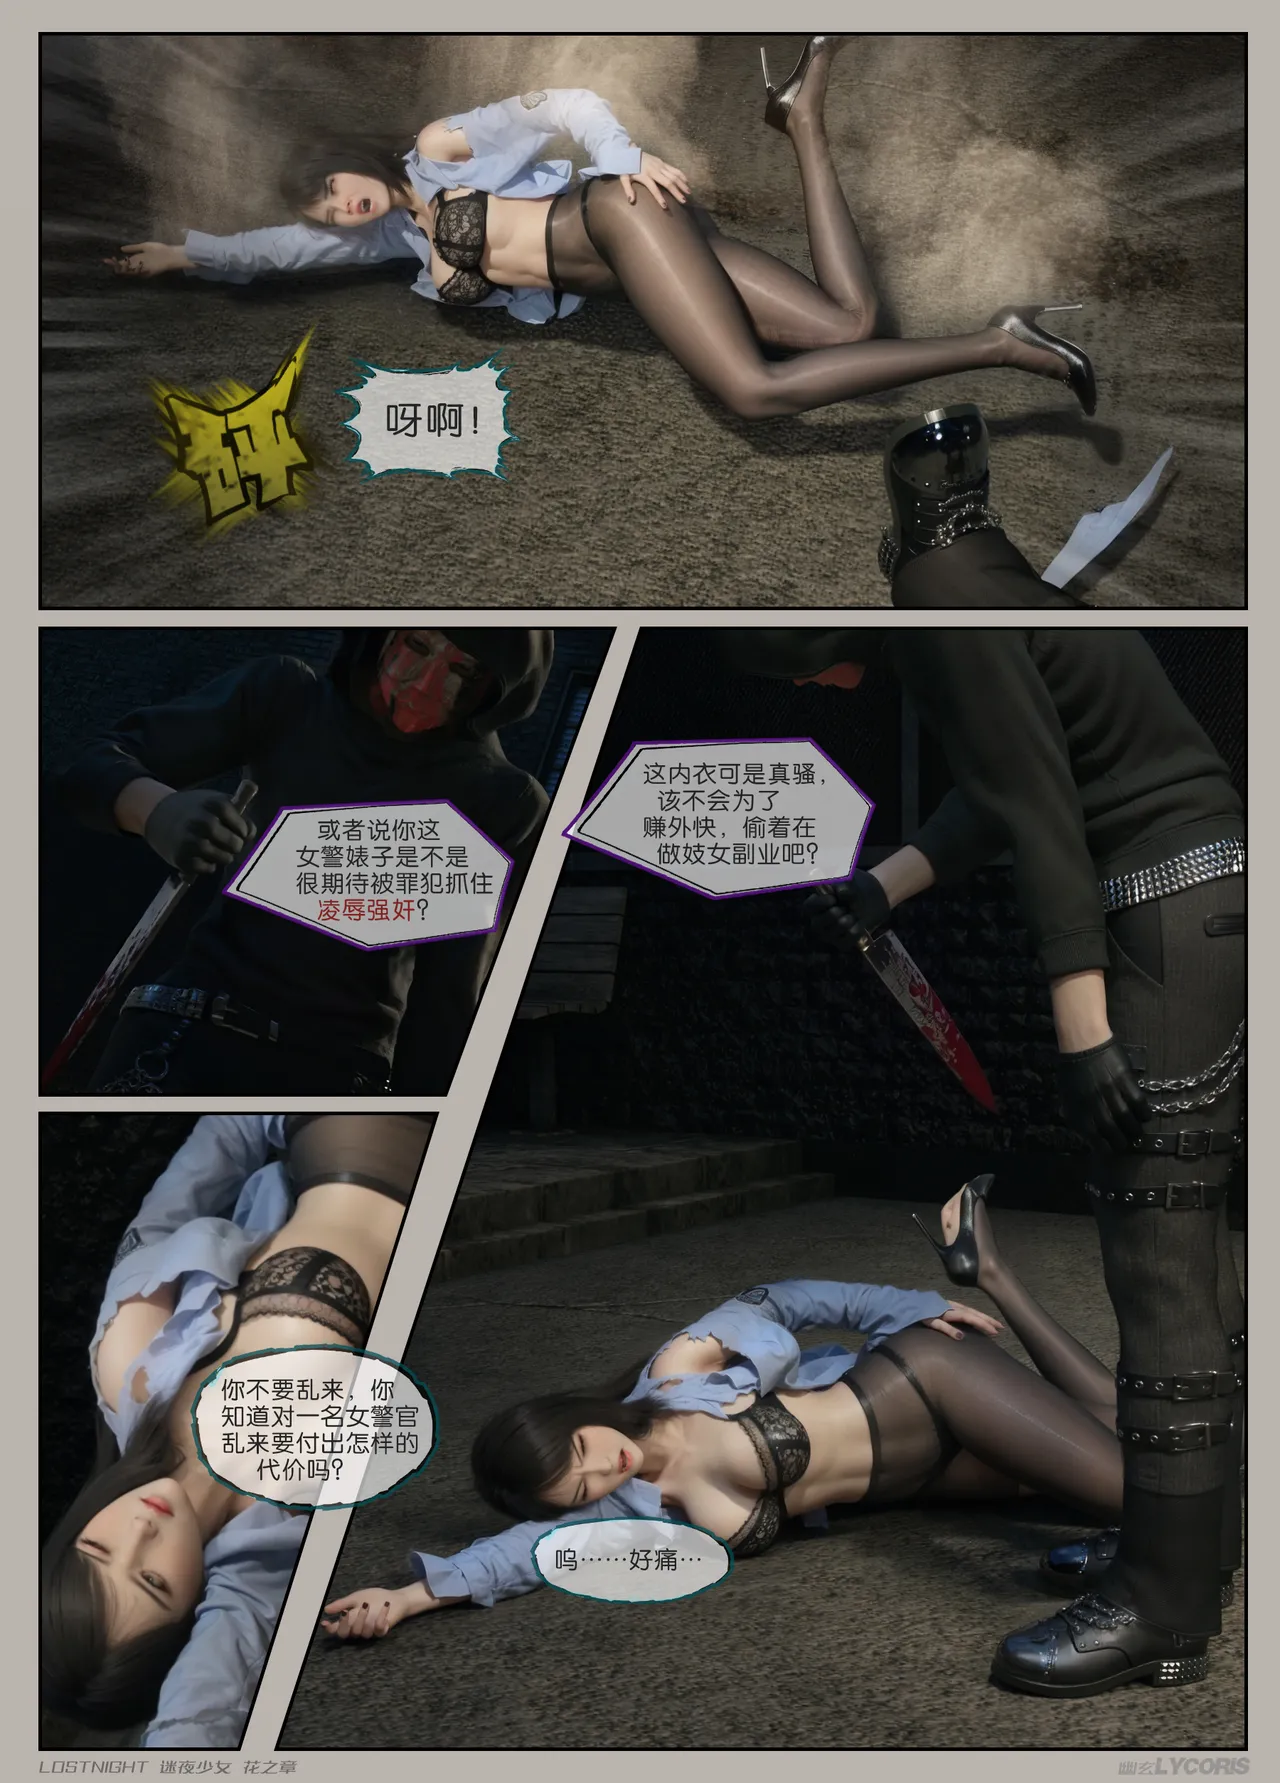 砰
呀啊！
这内衣可是真骚，
该不会为了
赚外快，偷着在
做妓女副业吧？
或者说你这
女警婊子是不是
很期待被罪犯抓住
凌辱强奸？
你不要乱来，你
知道对一名女警官
乱来要付出怎样的
代价吗？
呜……好痛…
LOSTNIGHT 迷夜少女 花之章
幽玄LYCORIS